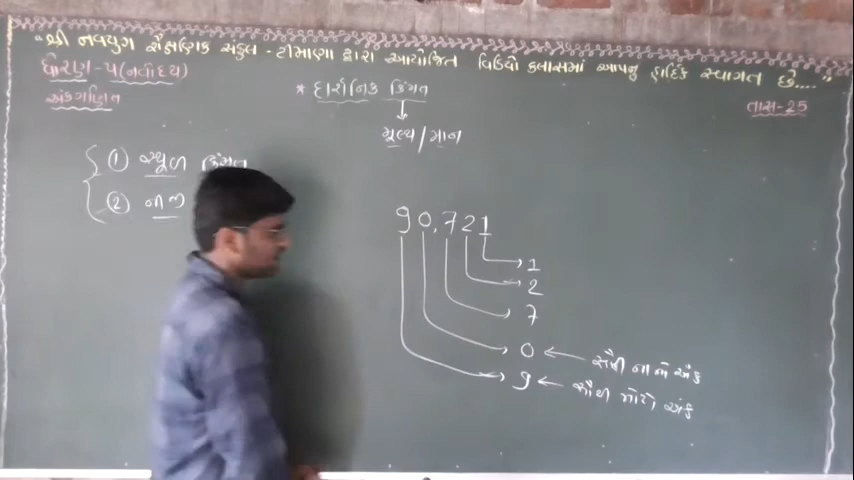 "શ્રી નવયુગ શૈક્ષણિક સંકુલ - ટીમાણા દ્વારા આયોજિત વિડિયો ક્લાસમાં આપનુ હાર્દિક સ્વાગત છે...."
ધોરણ-૫(નવોદય)
અંકગણિત
* દાર્શનિક કિંમત
તાસ-25
મૂલ્ય/માન
(1) સ્થૂળ કિંમત
(2)
90,721
1
2
7
0 ← સૌથી નાનો અંક
9 ← સૌથી મોટો અંક